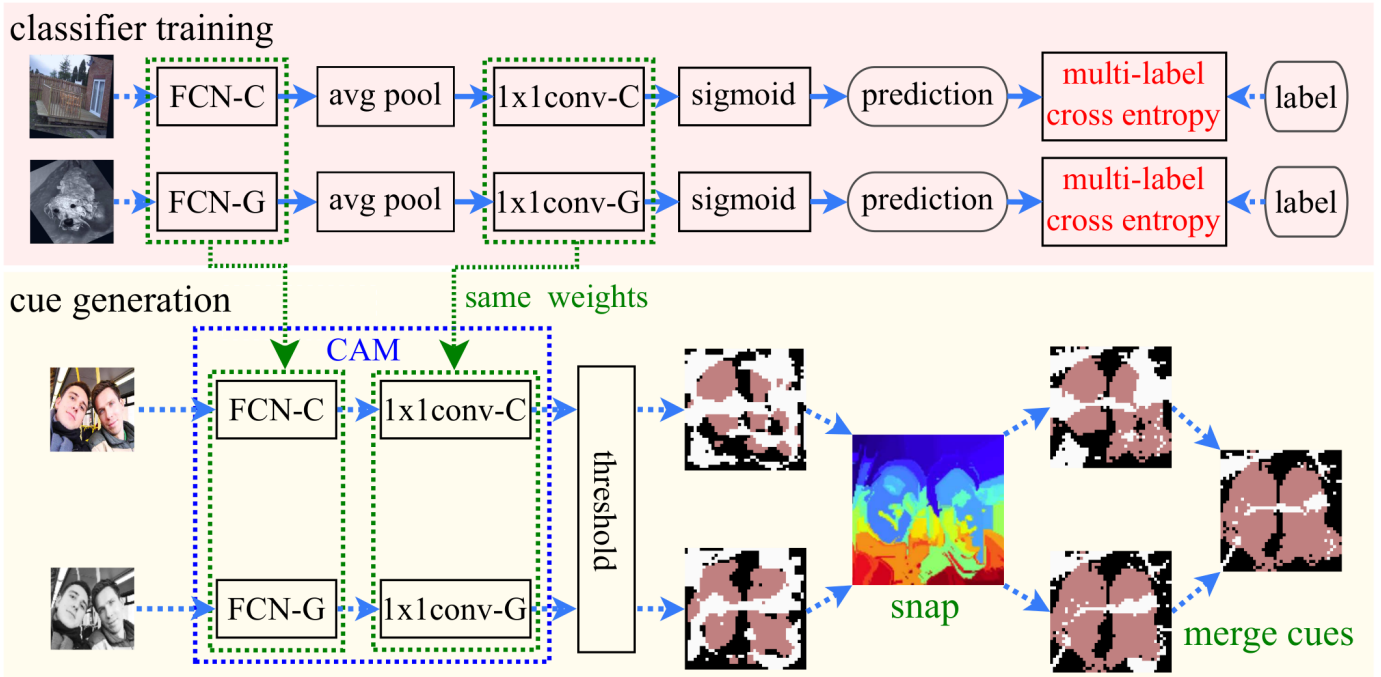 classifier training
FCN-C
avg pool
1x1conv-C
sigmoid
prediction
multi-label
cross entropy
label
FCN-G
avg pool
1x1conv-G
sigmoid
prediction
multi-label
cross entropy
label
cue generation
same weights
CAM
FCN-C
1x1conv-C
threshold
FCN-G
1x1conv-G
snap
merge cues